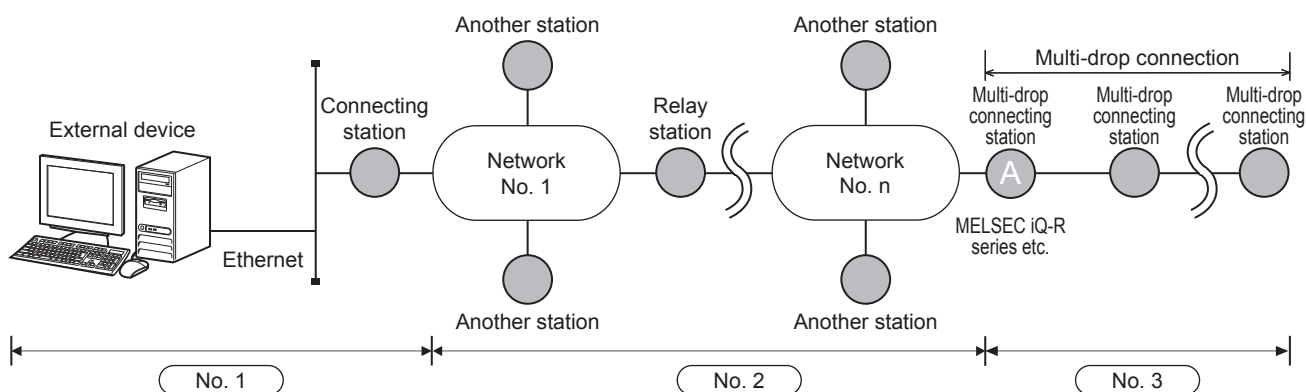 Another station
Another station
Multi-drop connection
Connecting
station
Relay
station
Multi-drop
connecting
station
Multi-drop
connecting
station
Multi-drop
connecting
station
External device
Network
No. 1
Network
No. n
A
MELSEC iQ-R
series etc.
Ethernet
Another station
Another station
No. 1
No. 2
No. 3